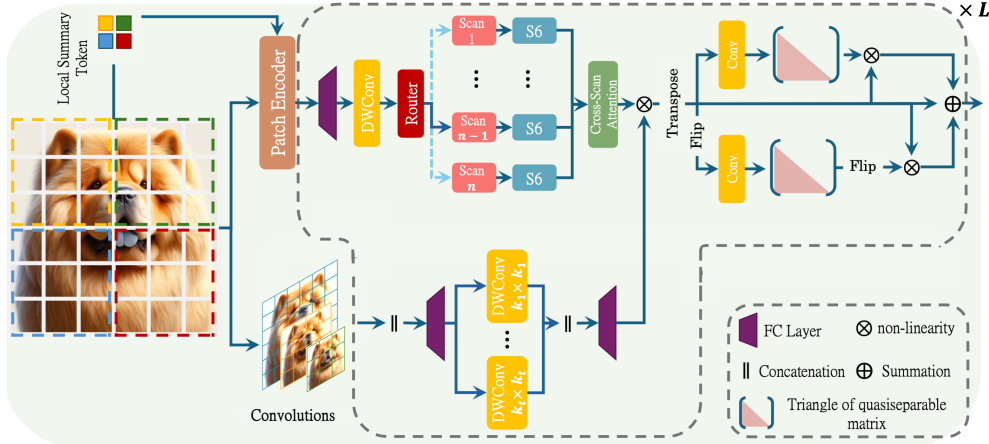 × L
Local Summary
Token
Patch Encoder
DWConv
Router
Scan
1
S6
...
...
Scan
n − 1
S6
Scan
n
S6
Cross-Scan
Attention
⊗
Transpose
Flip
Conv
⊗
Conv
Flip
⊗
⊕
Convolutions
||
DWConv
k₁ × k₁
...
DWConv
kₜ × kₜ
||
FC Layer
⊗ non-linearity
|| Concatenation
⊕ Summation
Triangle of quasiseparable
matrix